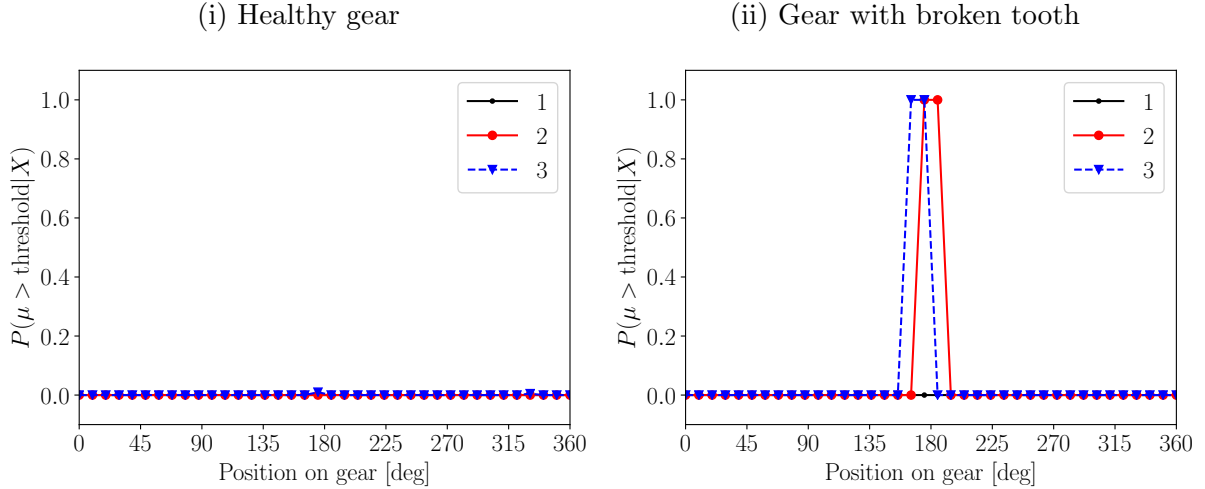 (i) Healthy gear
1.0
0.8
0.6
0.4
0.2
0.0
P(μ > threshold|X)
1
2
3
0 45 90 135 180 225 270 315 360
Position on gear [deg]
(ii) Gear with broken tooth
1.0
0.8
0.6
0.4
0.2
0.0
P(μ > threshold|X)
1
2
3
0 45 90 135 180 225 270 315 360
Position on gear [deg]